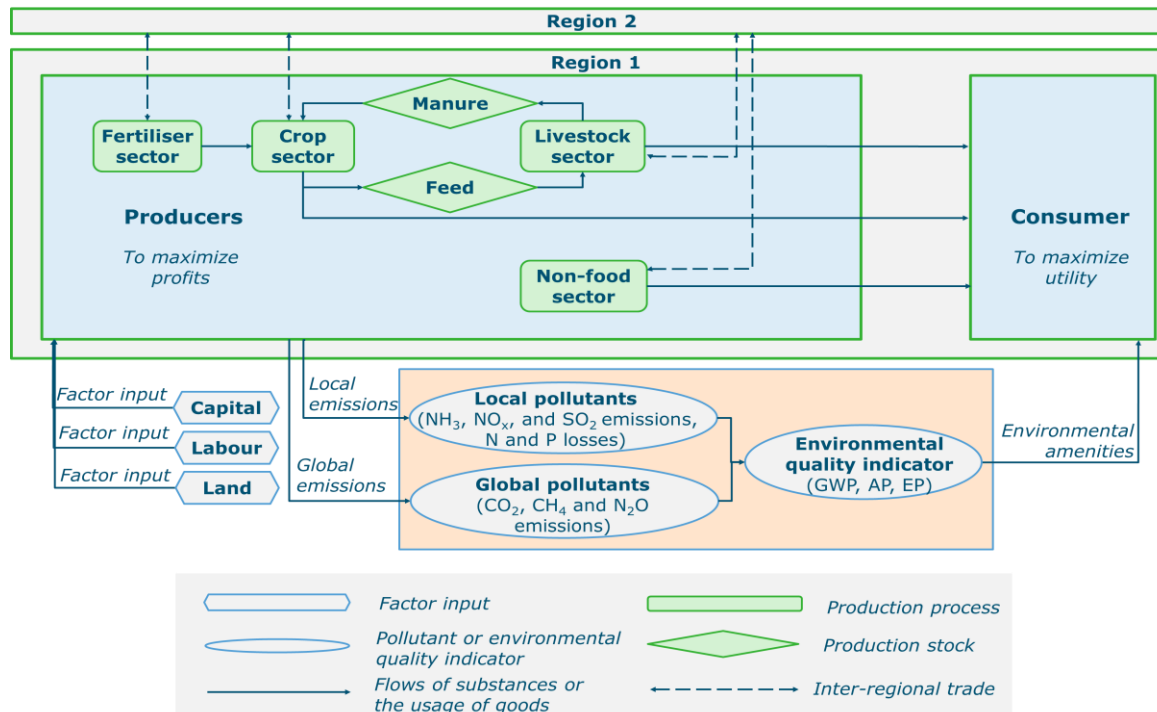 Region 2
Region 1
Manure
Fertiliser
sector
Crop
sector
Livestock
sector
Feed
Producers
To maximize
profits
Non-food
sector
Consumer
To maximize
utility
Factor input
Capital
Factor input
Labour
Factor input
Land
Local
emissions
Global
emissions
Local pollutants
(NH₃, NOₓ, and SO₂ emissions,
N and P losses)
Global pollutants
(CO₂, CH₄ and N₂O
emissions)
Environmental
quality indicator
(GWP, AP, EP)
Environmental
amenities
Factor input
Production process
Pollutant or environmental
quality indicator
Production stock
Flows of substances or
the usage of goods
Inter-regional trade